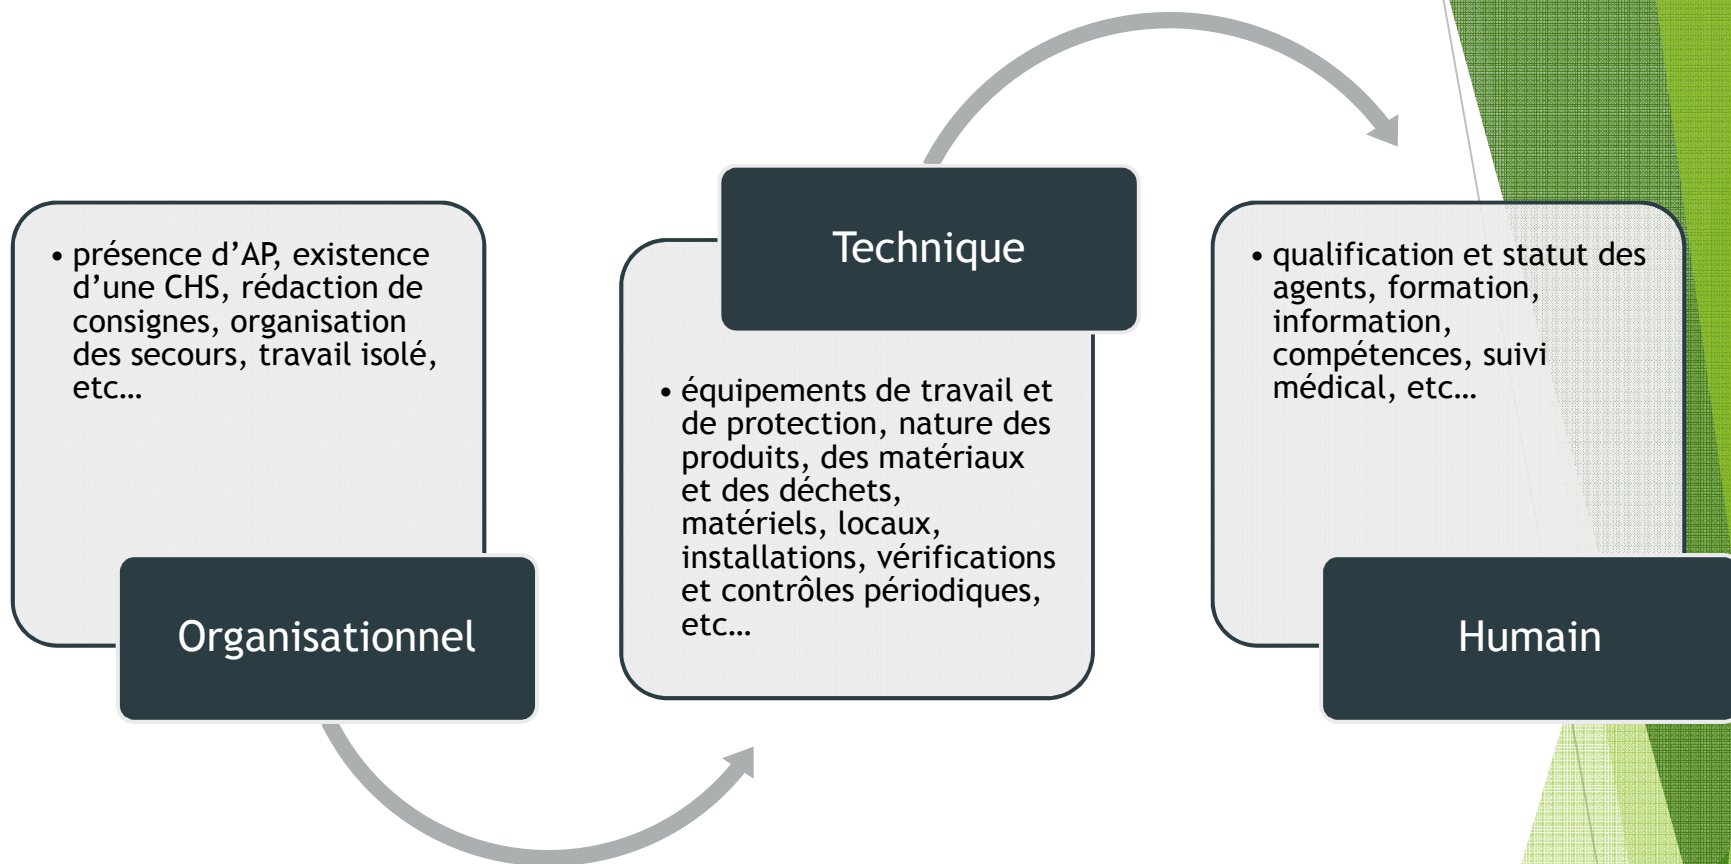 • présence d’AP, existence
d’une CHS, rédaction de
consignes, organisation
des secours, travail isolé,
etc…
Organisationnel
Technique
• équipements de travail et
de protection, nature des
produits, des matériaux
et des déchets,
matériels, locaux,
installations, vérifications
et contrôles périodiques,
etc…
• qualification et statut des
agents, formation,
information,
compétences, suivi
médical, etc…
Humain